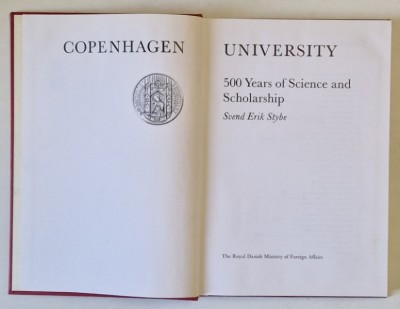 COPENHAGEN UNIVERSITY
500 Years of Science and
Scholarship
Svend Erik Stybe
The Royal Danish Ministry of Foreign Affairs